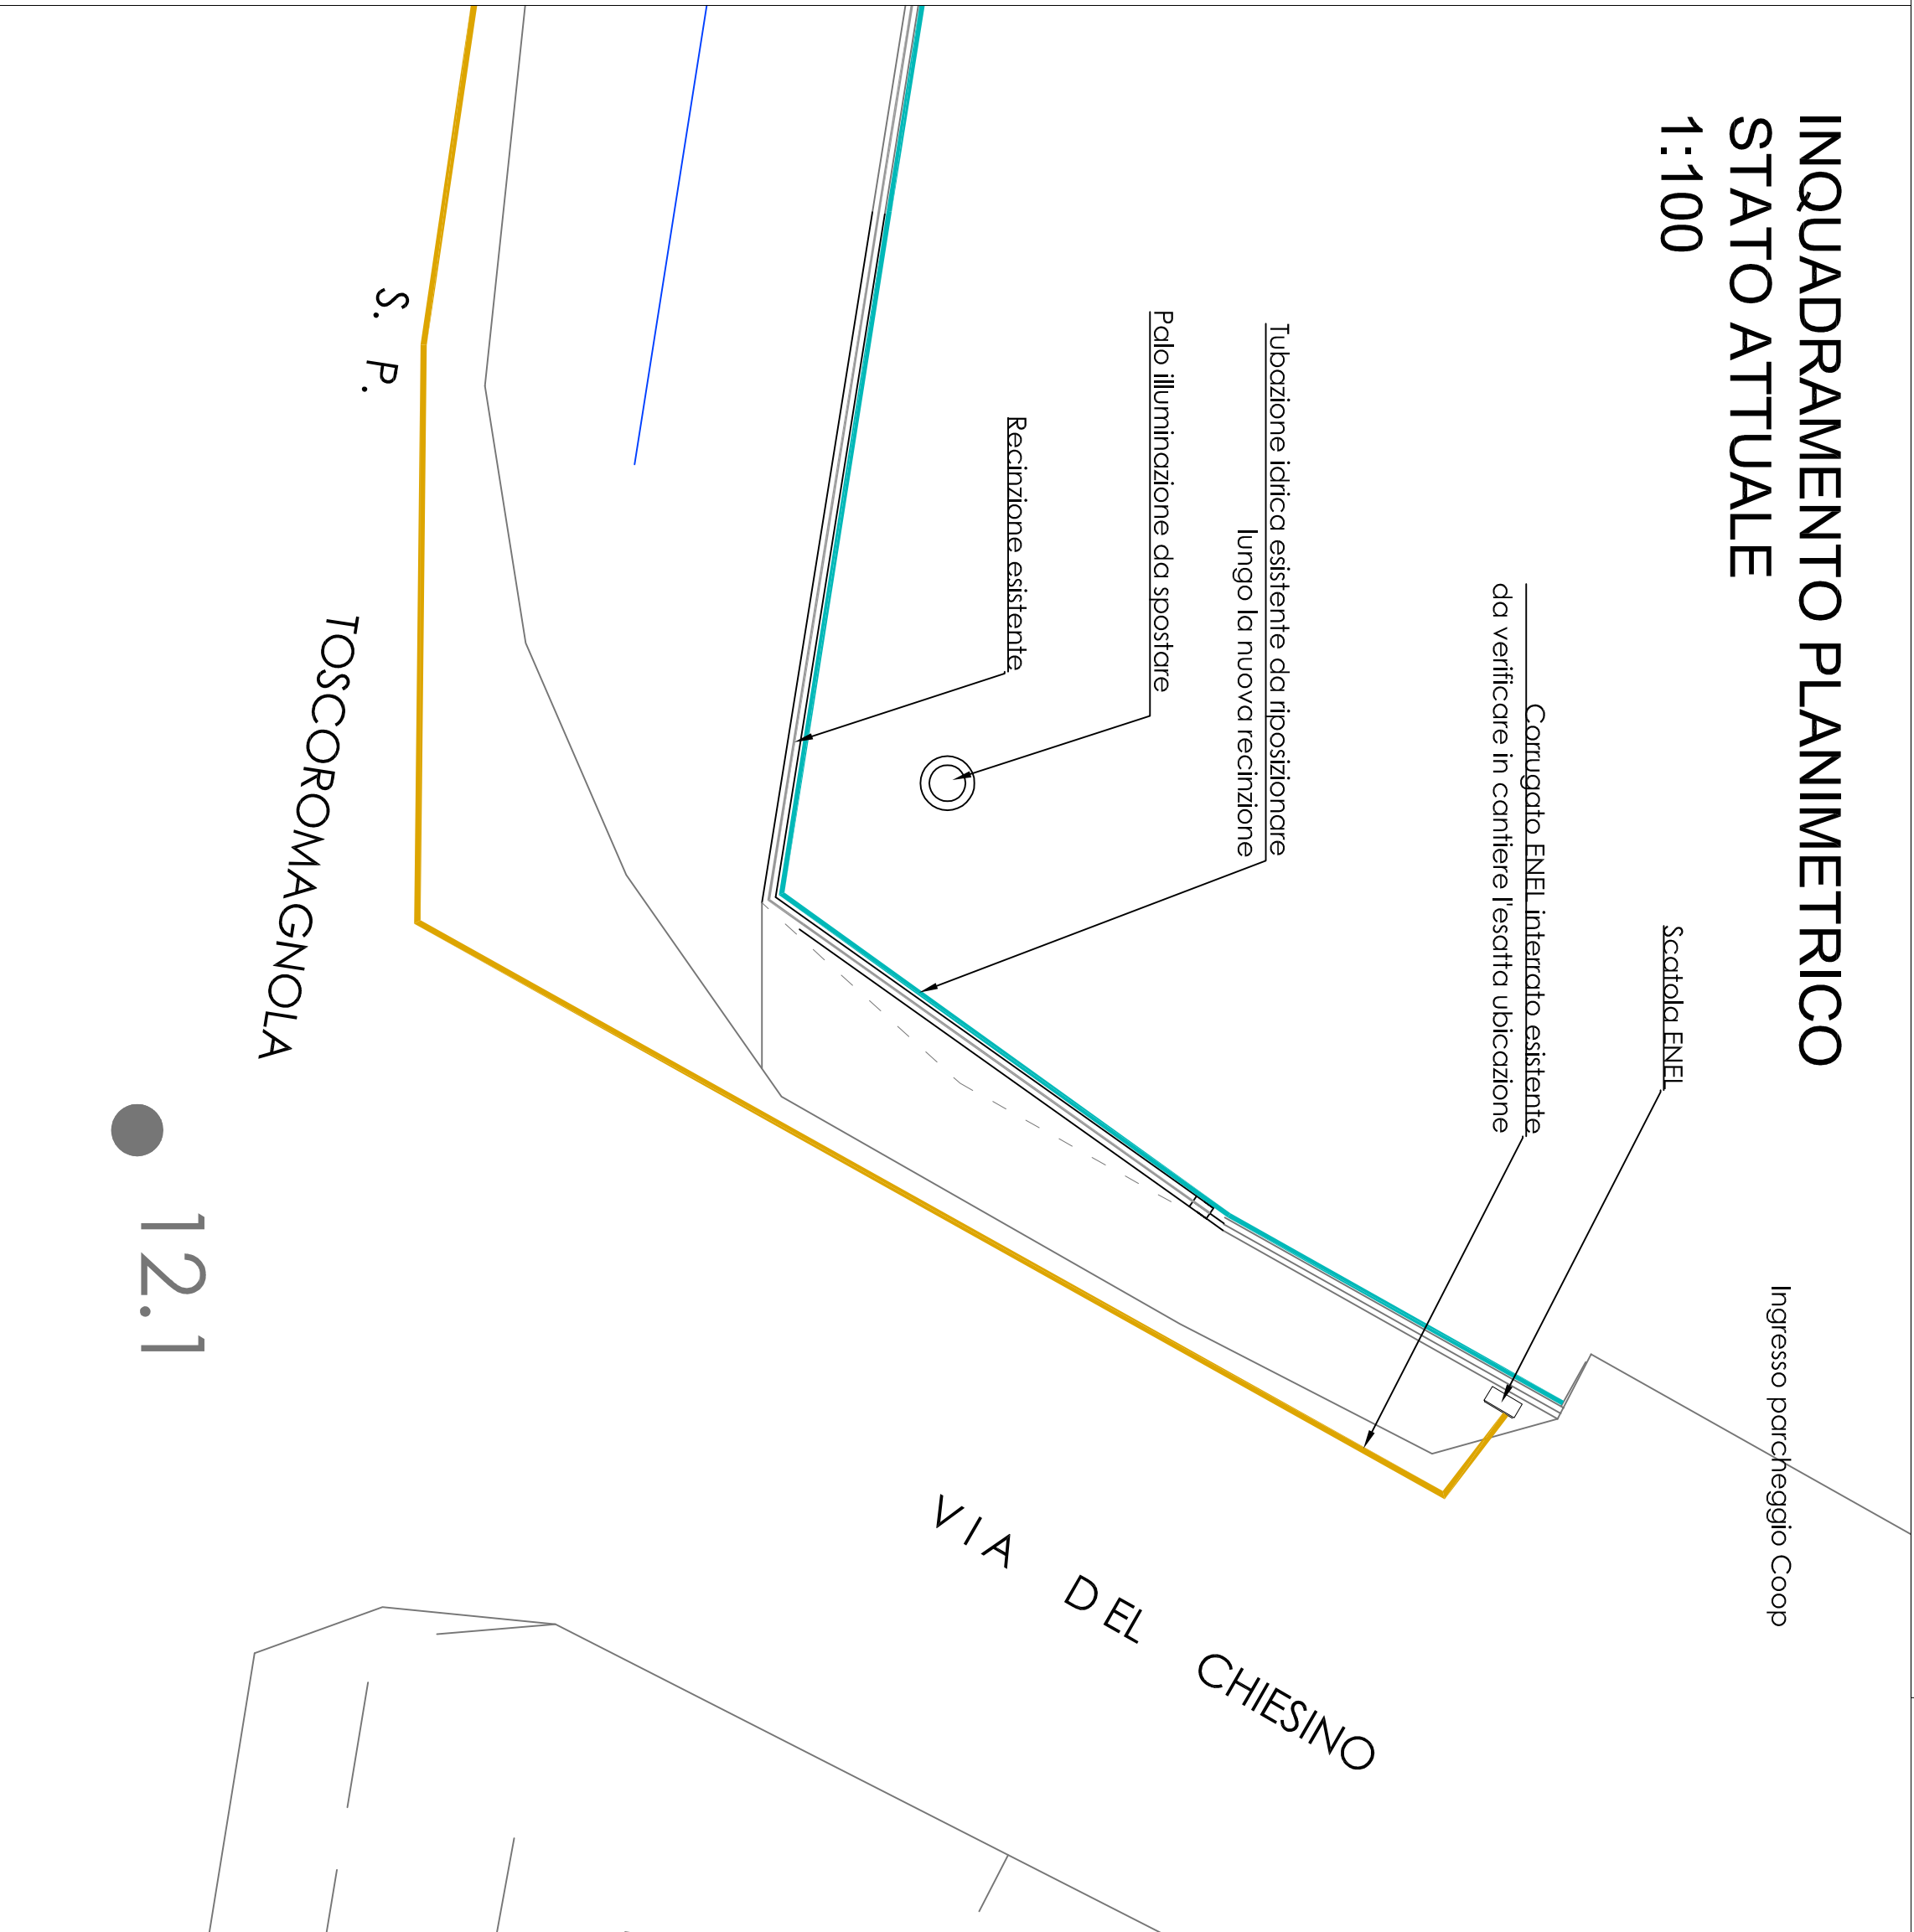 INQUADRAMENTO PLANIMETRICO
STATO ATTUALE
1:100
Scatola ENEL
Corrugato ENEL interrato esistente
da verificare in cantiere l'esatta ubicazione
Tubazione idrica esistente da riposizionare
lungo la nuova recinzione
Palo illuminazione da spostare
Recinzione esistente
Ingresso parcheggio Coop
S. P. TOSCOROMAGNOLA
VIA DEL CHIESINO
12.1